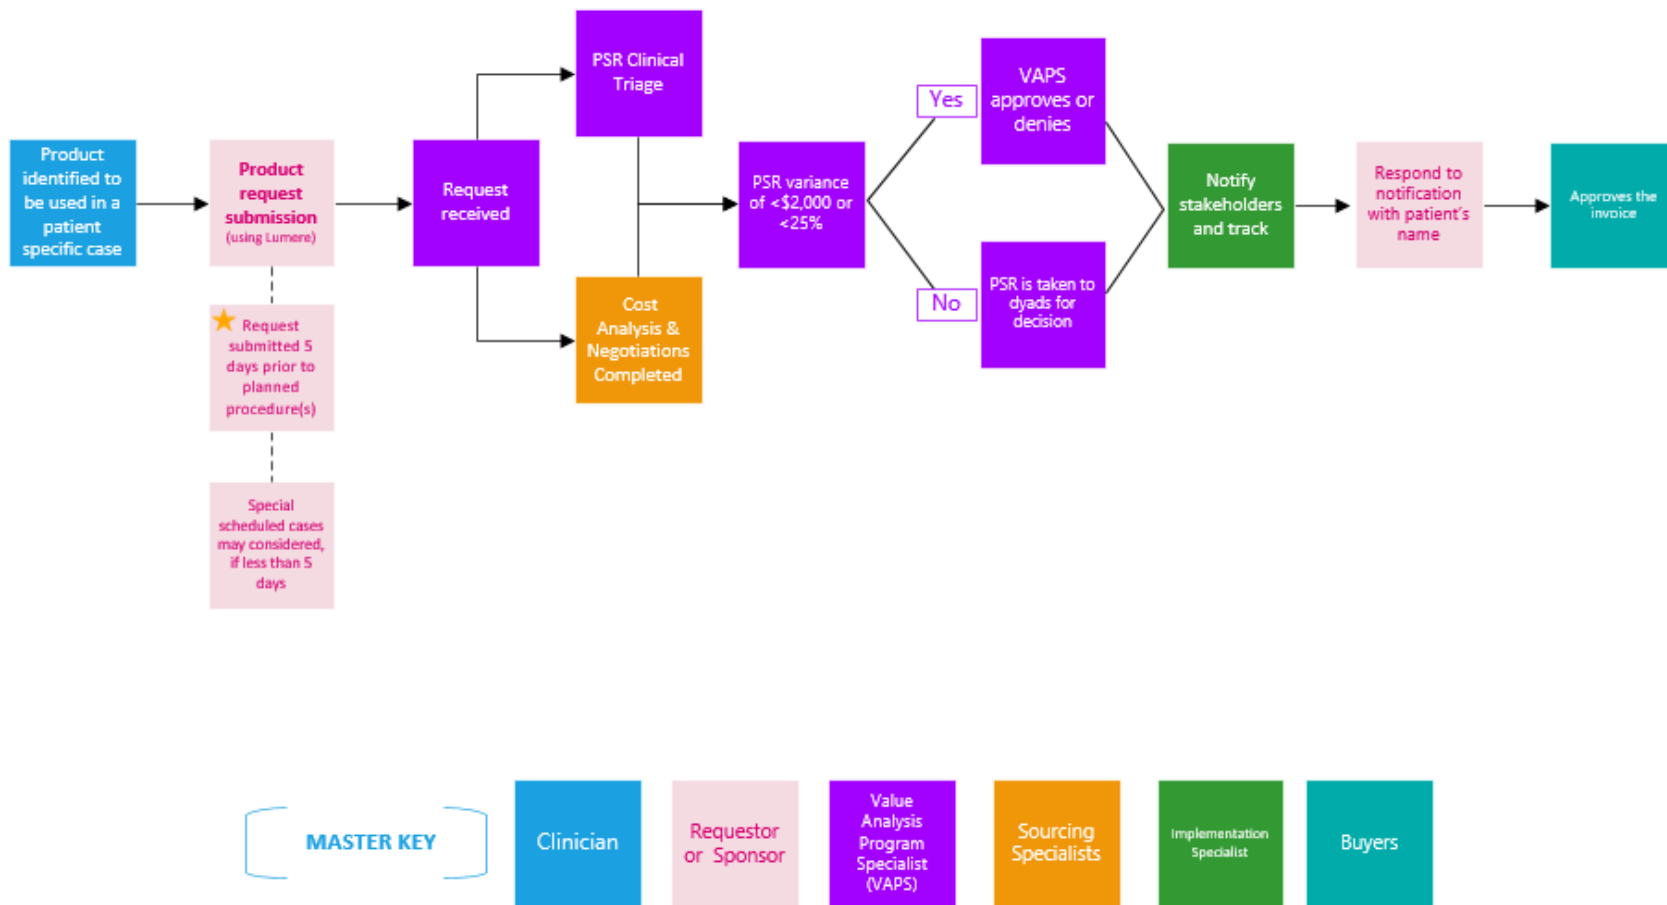 Product
identified to
be used in a
patient
specific case
Product
request
submission
(using Lumere)
Request
submitted 5
days prior to
planned
procedure(s)
Special
scheduled cases
may considered,
if less than 5
days
Request
received
PSR Clinical
Triage
Cost
Analysis &
Negotiations
Completed
PSR variance
of <$2,000 or
<25%
Yes
No
VAPS
approves or
denies
PSR is taken to
dyads for
decision
Notify
stakeholders
and track
Respond to
notification
with patient's
name
Approves the
invoice
MASTER KEY
Clinician
Requestor
or Sponsor
Value
Analysis
Program
Specialist
(VAPS)
Sourcing
Specialists
Implementation
Specialist
Buyers